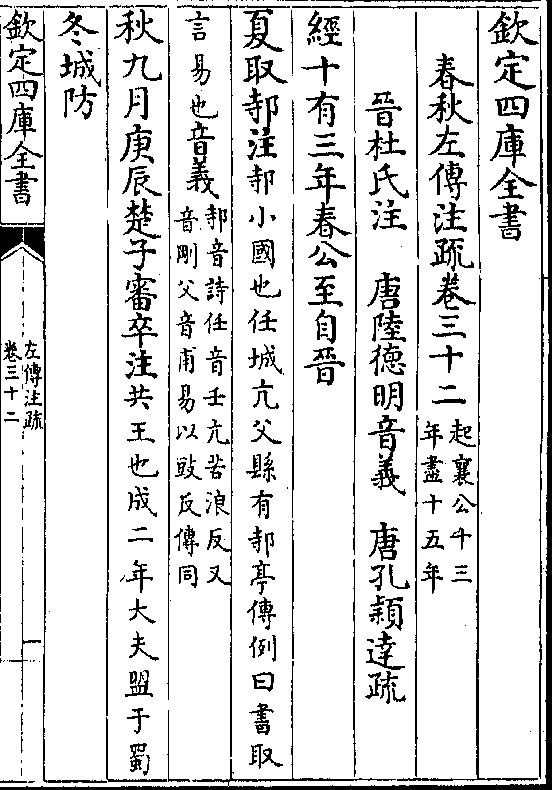 欽定四庫全書
春秋左傳注疏卷三十二
起襄公十三
年盡十五年
晉杜氏注 唐陸德明音義 唐孔穎達疏
經十有三年春公至自晉
夏取邿注邿小國也任城亢父縣有邿亭傳例曰書取
言易也音義
邿音詩任音壬亢苦浪反又
音剛父音甫易以豉反傳同
秋九月庚辰楚子審卒注共王也成二年大夫盟于蜀
冬城防
欽定四庫全書
左傳注疏
卷三十二
一